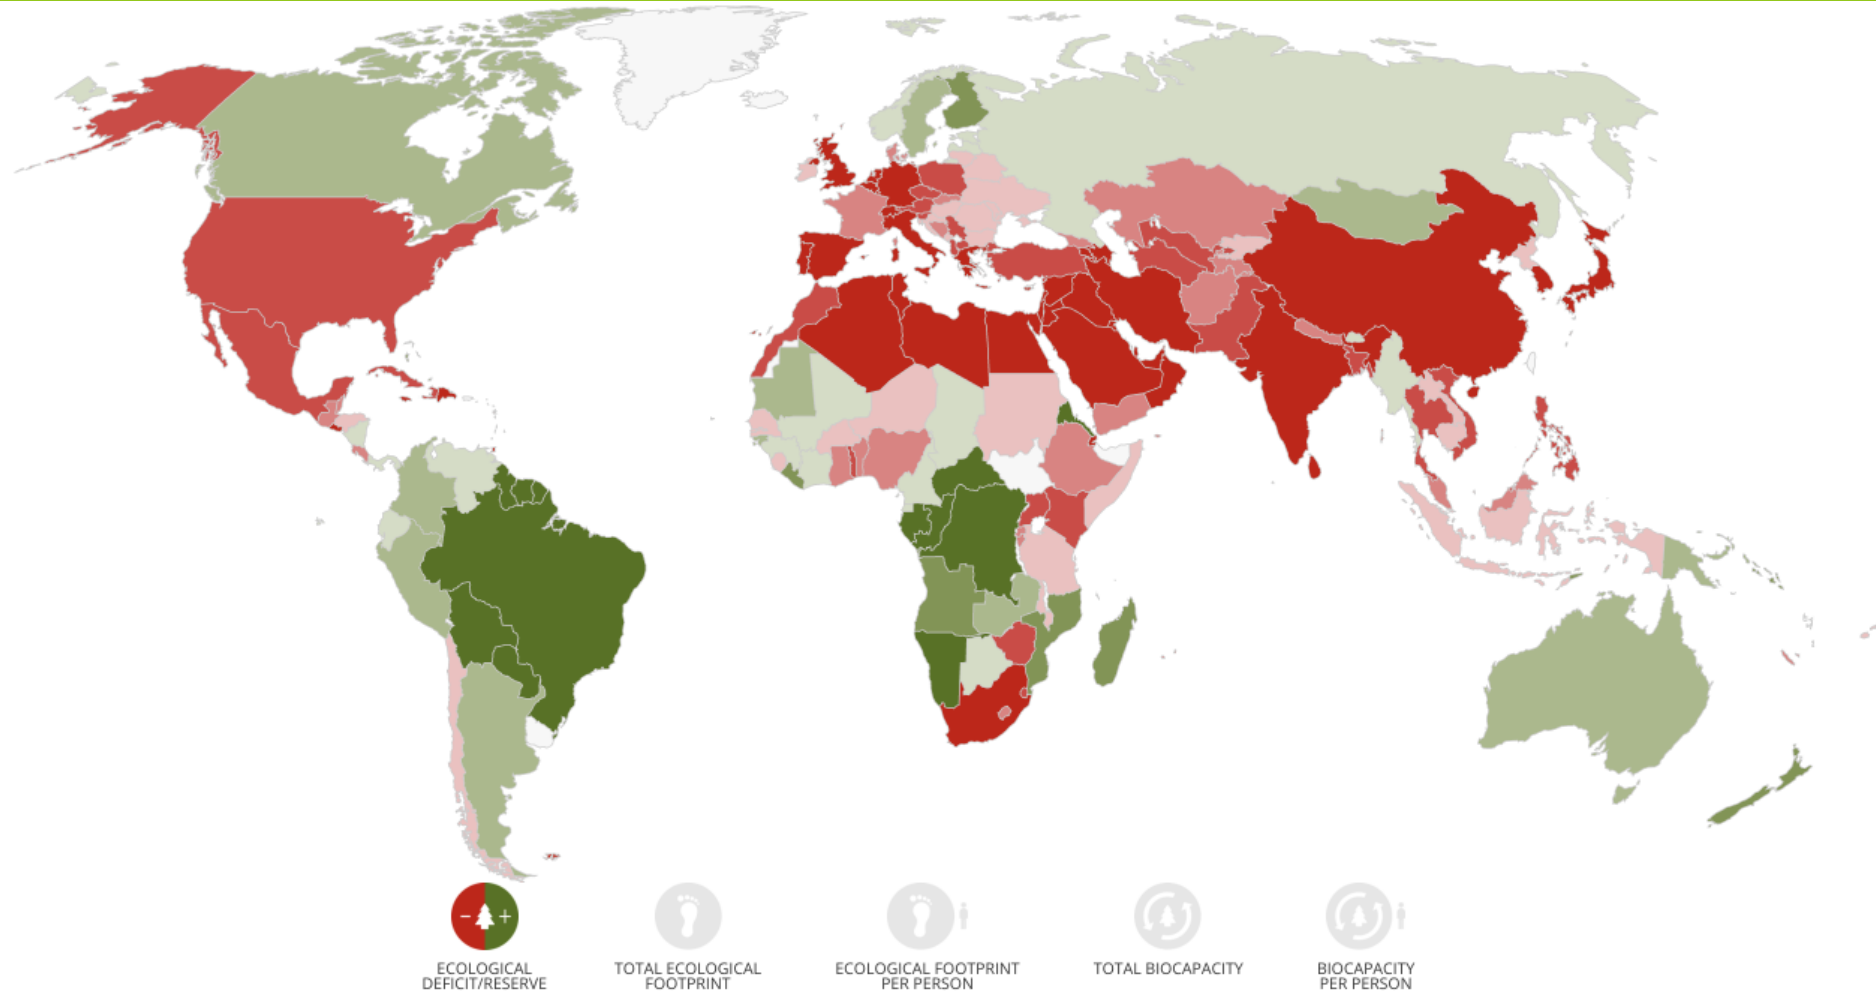 ECOLOGICAL
DEFICIT/RESERVE
TOTAL ECOLOGICAL
FOOTPRINT
ECOLOGICAL FOOTPRINT
PER PERSON
TOTAL BIOCAPACITY
BIOCAPACITY
PER PERSON